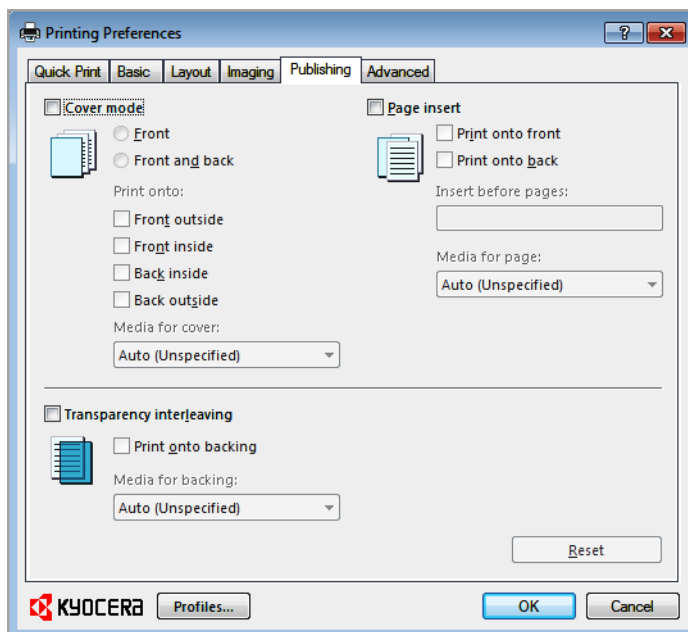 Printing Preferences
Quick Print Basic Layout Imaging Publishing Advanced
Cover mode
Front
Front and back
Print onto:
Front outside
Front inside
Back inside
Back outside
Media for cover:
Auto (Unspecified)
Page insert
Print onto front
Print onto back
Insert before pages:
Media for page:
Auto (Unspecified)
Transparency interleaving
Print onto backing
Media for backing:
Auto (Unspecified)
Reset
KYOCERA Profiles... OK Cancel